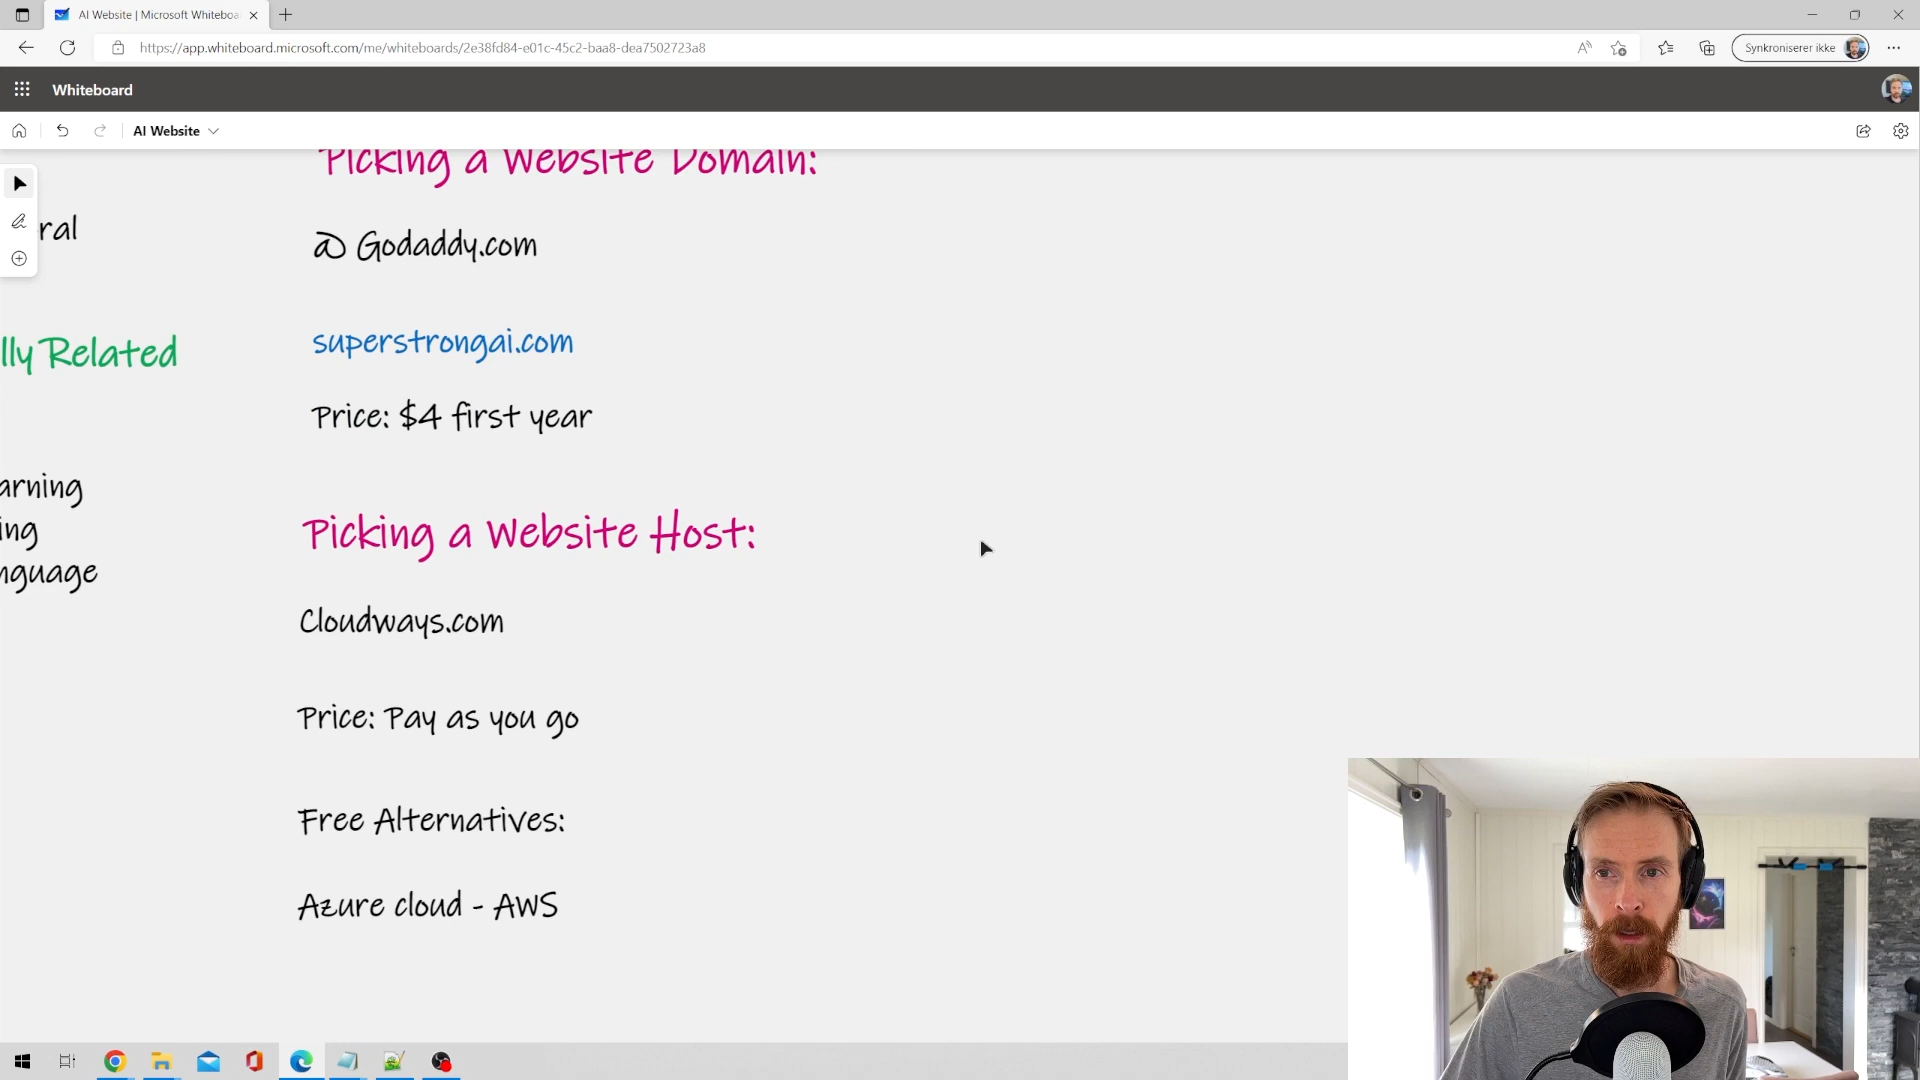 AI Website | Microsoft Whiteboa
https://app.whiteboard.microsoft.com/me/whiteboards/2e38fd84-e01c-45c2-baa8-dea7502723a8
Synkroniserer ikke
Whiteboard
AI Website
Picking a Website Domain:
ral
@ Godaddy.com
superstrongai.com
lly Related
Price: $4 first year
arning
ing
nguage
Picking a Website Host:
Cloudways.com
Price: Pay as you go
Free Alternatives:
Azure cloud - AWS